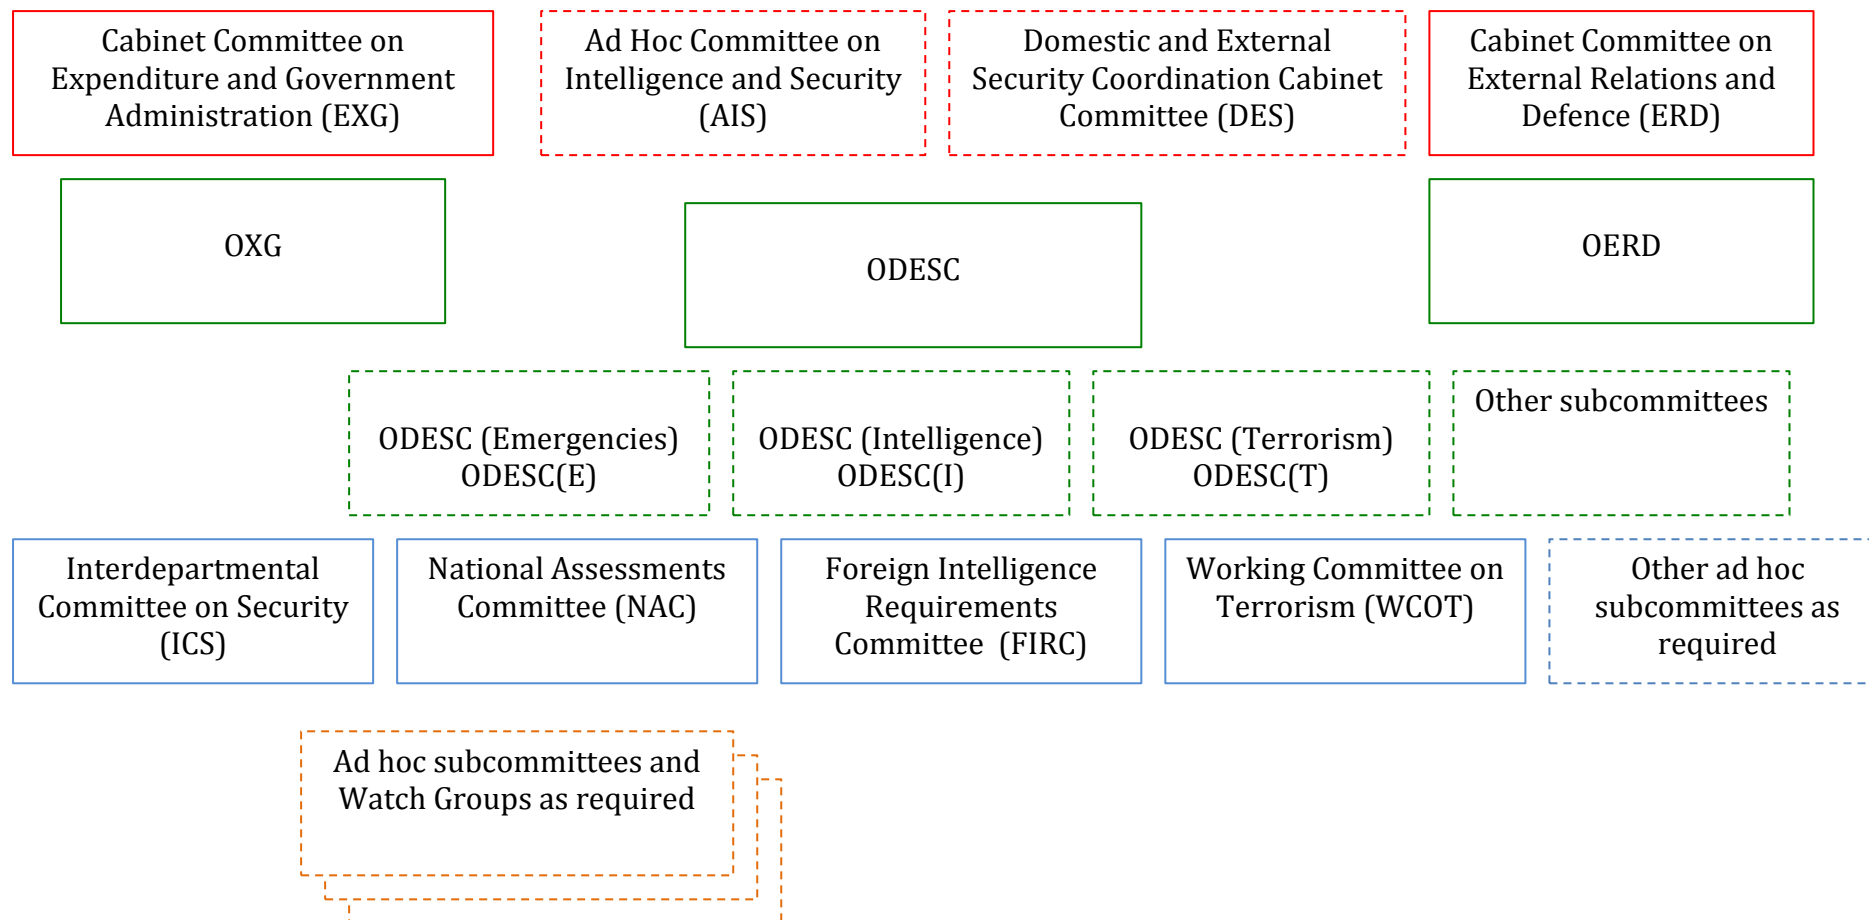 Cabinet Committee on
Expenditure and Government
Administration (EXG)
Ad Hoc Committee on
Intelligence and Security
(AIS)
Domestic and External
Security Coordination Cabinet
Committee (DES)
Cabinet Committee on
External Relations and
Defence (ERD)
OXG
ODESC
OERD
ODESC (Emergencies)
ODESC(E)
ODESC (Intelligence)
ODESC(I)
ODESC (Terrorism)
ODESC(T)
Other subcommittees
Interdepartmental
Committee on Security
(ICS)
National Assessments
Committee (NAC)
Foreign Intelligence
Requirements
Committee  (FIRC)
Working Committee on
Terrorism (WCOT)
Other ad hoc
subcommittees as
required
Ad hoc subcommittees and
Watch Groups as required